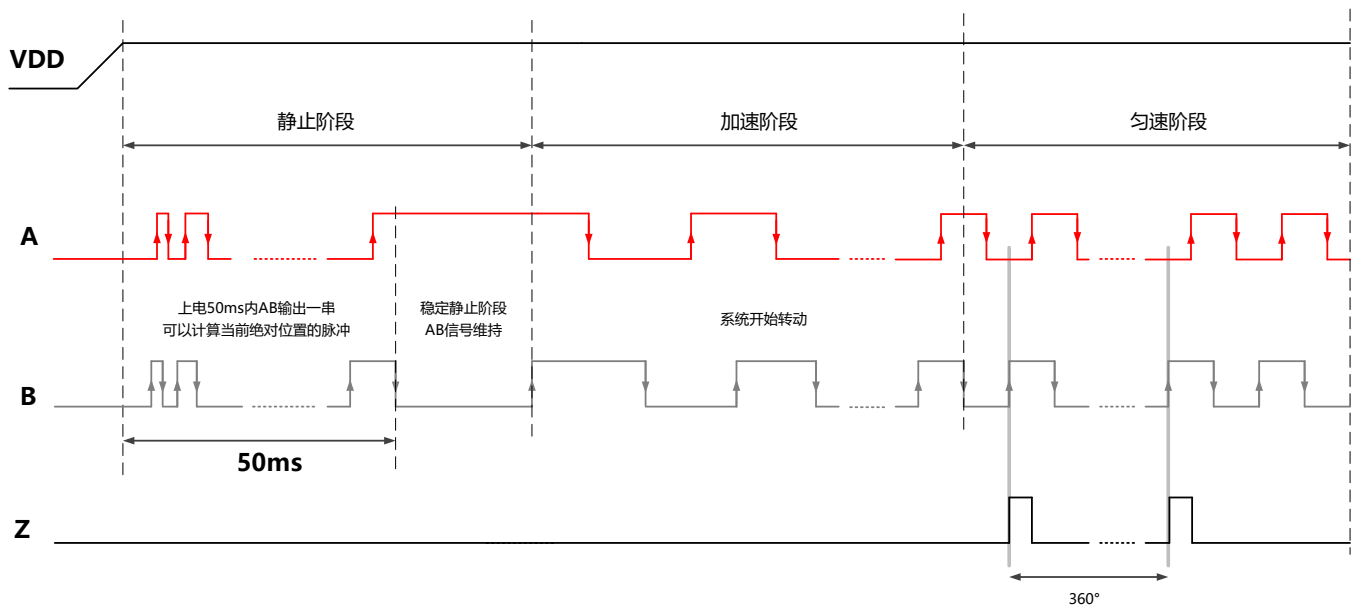 VDD
静止阶段
加速阶段
匀速阶段
A
上电50ms内AB输出一串
可以计算当前绝对位置的脉冲
稳定静止阶段
AB信号维持
系统开始转动
B
50ms
Z
360°